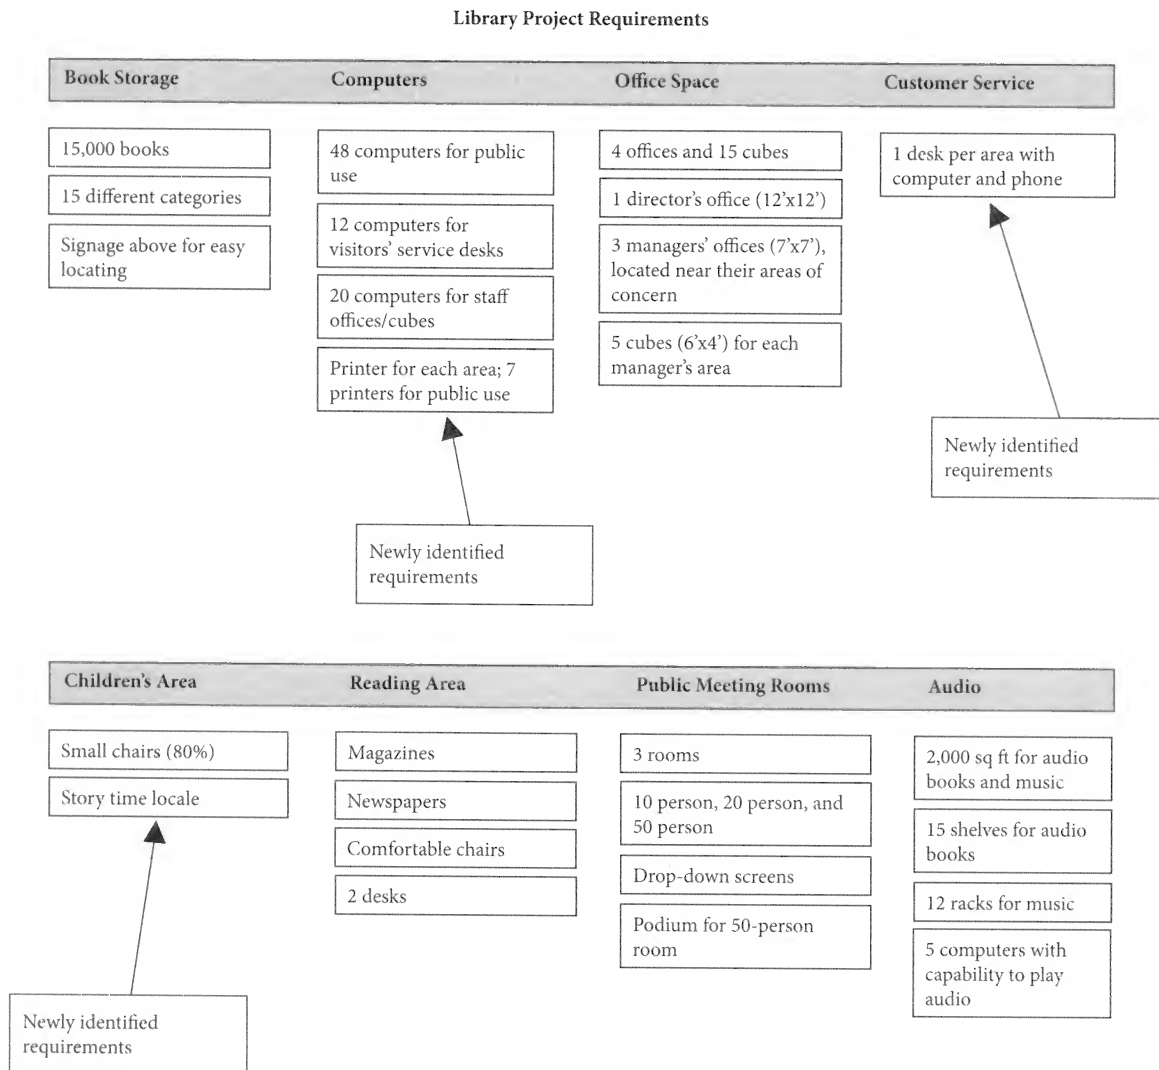 Library Project Requirements
Book Storage
Computers
Office Space
Customer Service
15,000 books
15 different categories
Signage above for easy
locating
48 computers for public
use
12 computers for
visitors' service desks
20 computers for staff
offices/cubes
Printer for each area; 7
printers for public use
4 offices and 15 cubes
1 director's office (12'x12')
3 managers' offices (7'x7'),
located near their areas of
concern
5 cubes (6'x4') for each
manager's area
1 desk per area with
computer and phone
Newly identified
requirements
Newly identified
requirements
Children's Area
Reading Area
Public Meeting Rooms
Audio
Small chairs (80%)
Story time locale
Magazines
Newspapers
Comfortable chairs
2 desks
3 rooms
10 person, 20 person, and
50 person
Drop-down screens
Podium for 50-person
room
2,000 sq ft for audio
books and music
15 shelves for audio
books
12 racks for music
5 computers with
capability to play
audio
Newly identified
requirements